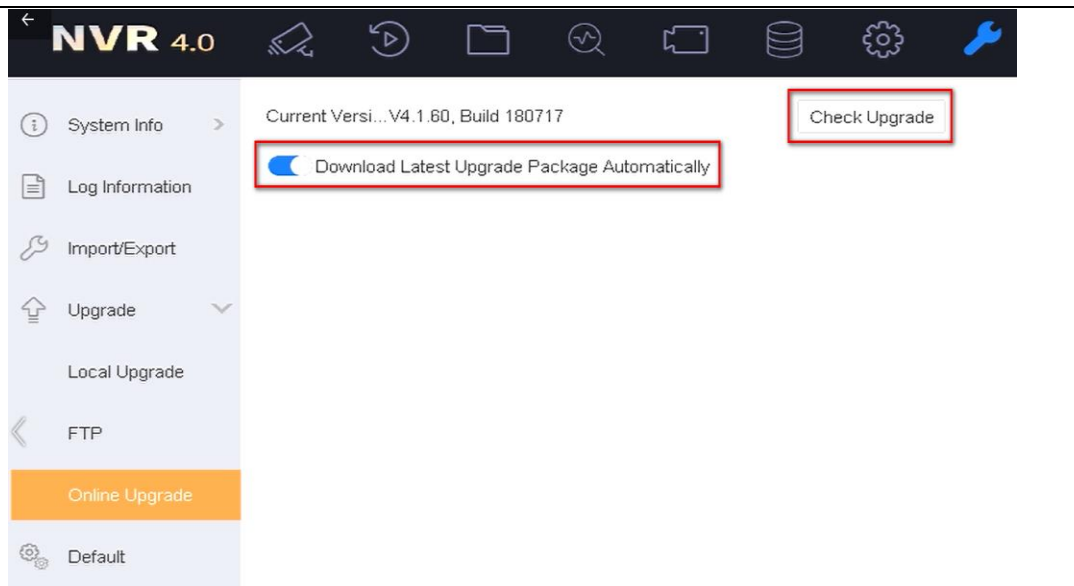 NVR 4.0
System Info
Current Versi...V4.1.60, Build 180717
Check Upgrade
Download Latest Upgrade Package Automatically
Log Information
Import/Export
Upgrade
Local Upgrade
FTP
Online Upgrade
Default